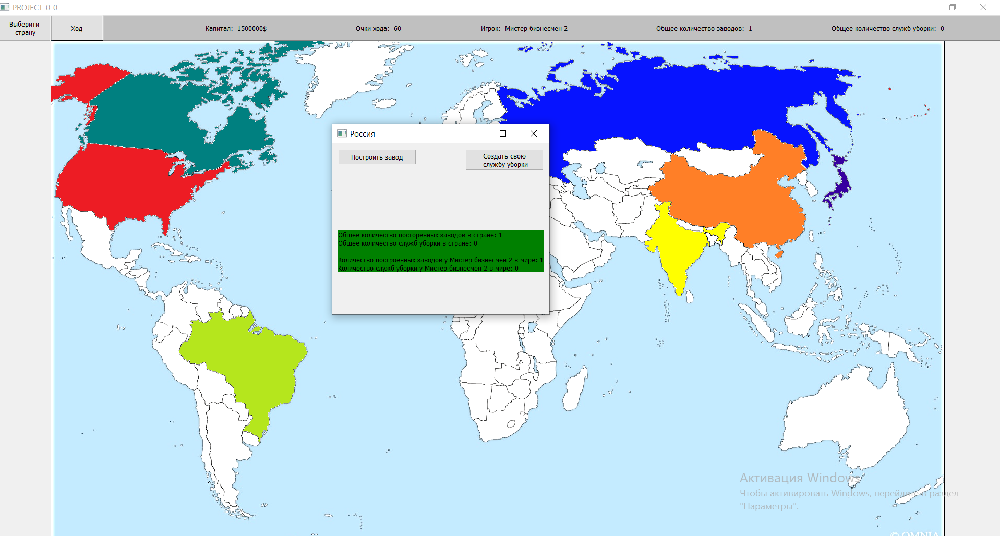 PROJECT_0_0
Выберити
страну
Ход
Капитал: 1500000$
Очки хода: 60
Игрок: Мистер бизнесмен 2
Общее количество заводов: 1
Общее количество служб уборки: 0
Россия
Построить завод
Создать свою
службу уборки
Общее количество посторенных заводов в стране: 1
Общее количество служб уборки в стране: 0
Количество построенных заводов у Мистер бизнесмен 2 в мире: 1
Количество служб уборки у Мистер бизнесмен 2 в мире: 0
Активация Windows
Чтобы активировать Windows, перейдите в раздел
"Параметры".
© OMNIA